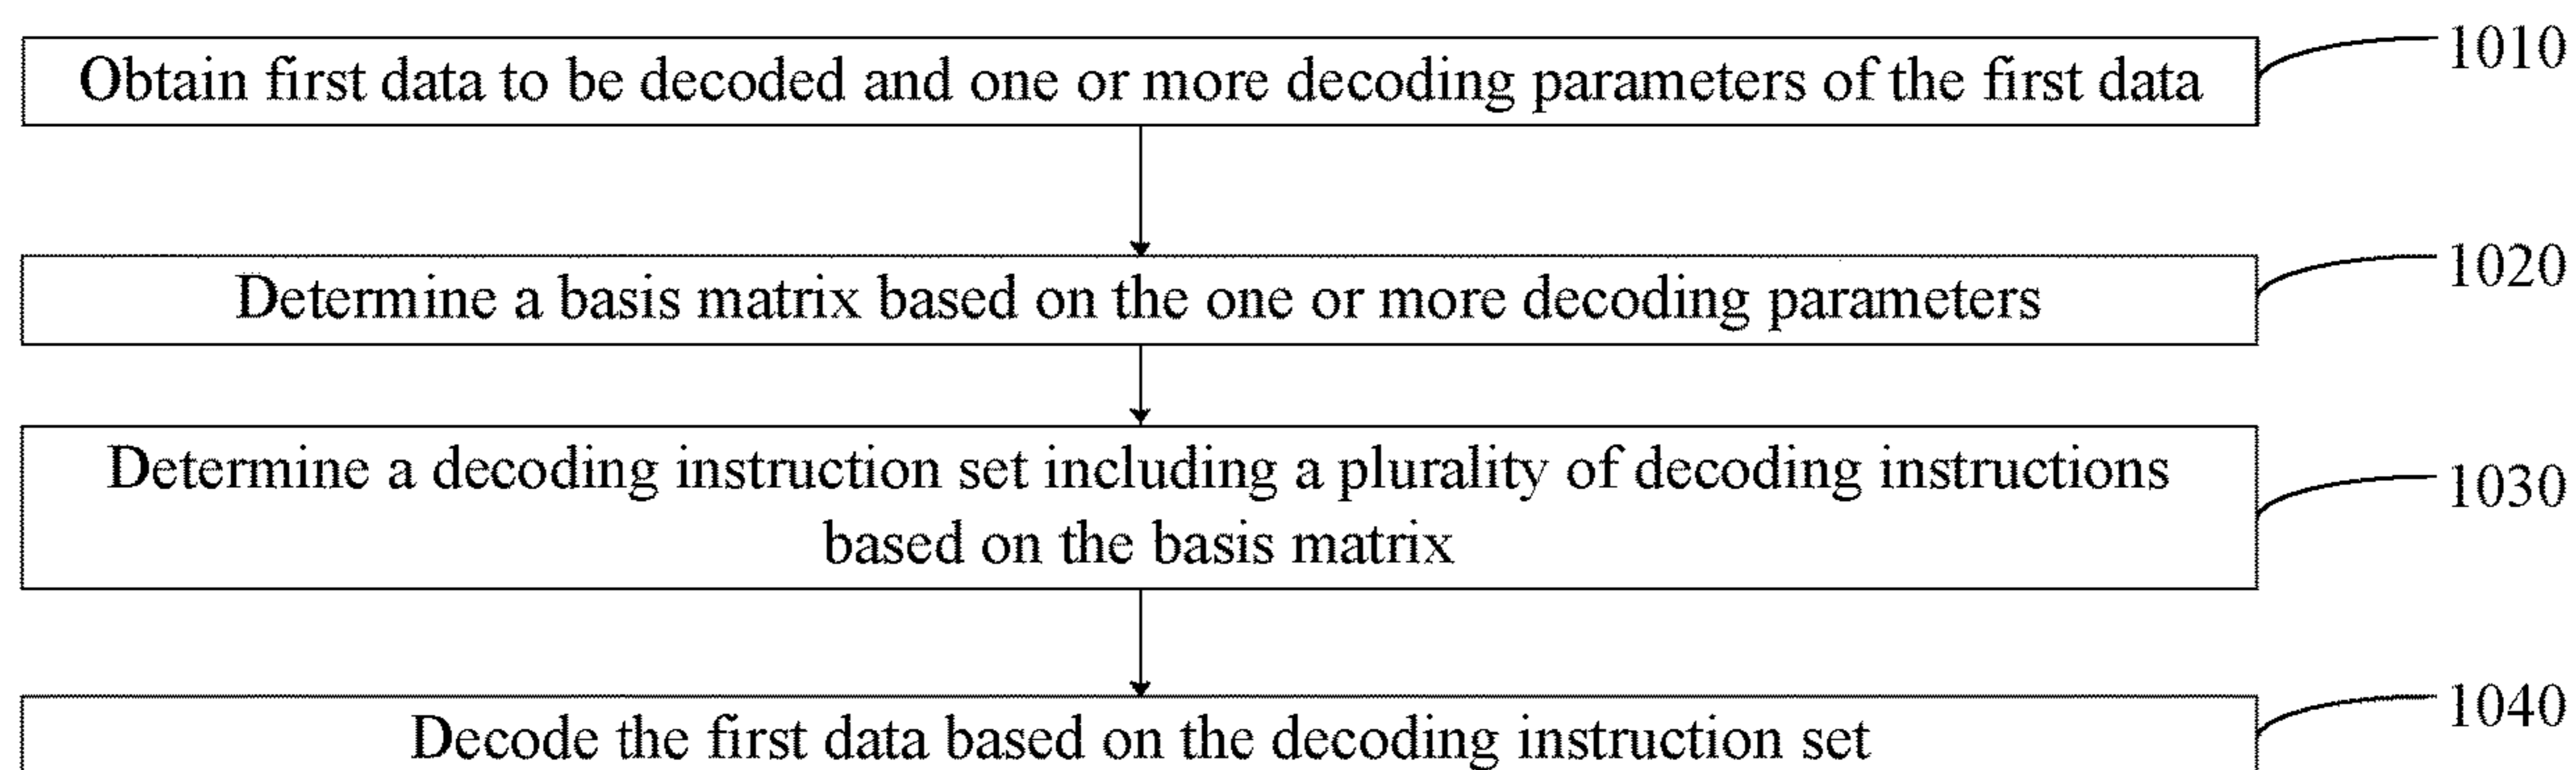 Obtain first data to be decoded and one or more decoding parameters of the first data
1010
Determine a basis matrix based on the one or more decoding parameters
1020
Determine a decoding instruction set including a plurality of decoding instructions
based on the basis matrix
1030
Decode the first data based on the decoding instruction set
1040